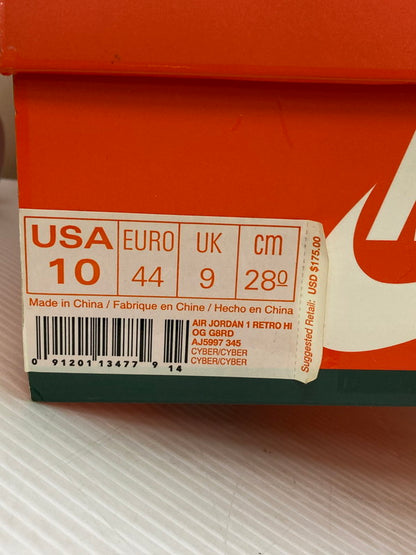 USA EURO UK cm
10 44 9 28.0
Made in China / Fabrique en Chine / Hecho en China
AIR JORDAN 1 RETRO HI
OG G8RD
AJ5997 345
CYBER/CYBER
CYBER/CYBER
0 91201 13477 9 14
Suggested Retail: USD $175.00